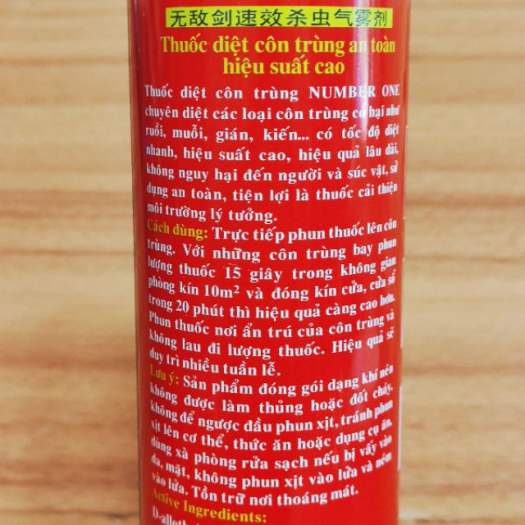 无敌剑速效杀虫气雾剂
Thuốc diệt côn trùng an toàn
hiệu suất cao
Thuốc diệt côn trùng NUMBER ONE
chuyên diệt các loại côn trùng có hại như
ruồi, muỗi, gián, kiến... có tốc độ diệt
nhanh, hiệu suất cao, hiệu quả lâu dài,
không nguy hại đến người và súc vật, sử
dụng an toàn, tiện lợi là thuốc cải thiện
môi trường lý tưởng.
Cách dùng: Trực tiếp phun thuốc lên côn
trùng. Với những côn trùng bay phun
lượng thuốc 15 giây trong không gian
phòng kín 10m² và đóng kín cửa, cửa sổ
trong 20 phút thì hiệu quả càng cao hơn.
Phun thuốc nơi ẩn trú của côn trùng và
không lau đi lượng thuốc. Hiệu quả sẽ
duy trì nhiều tuần lễ.
Lưu ý: Sản phẩm đóng gói dạng khí nén
không được làm thủng hoặc đốt cháy,
không để ngược đầu phun xịt, tránh phun
xịt lên cơ thể, thức ăn hoặc dụng cụ ăn,
dùng xà phòng rửa sạch nếu bị vấy vào
da, mặt, không phun xịt vào lửa và ném
vào lửa. Tồn trữ nơi thoáng mát.
Active Ingredients: